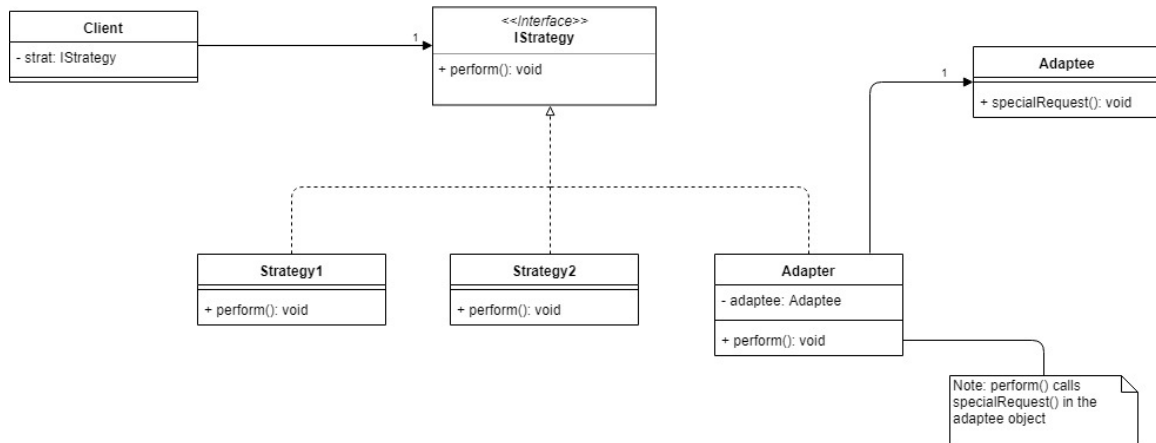 Client
- strat: IStrategy
1
<<Interface>>
IStrategy
+ perform(): void
1
Adaptee
+ specialRequest(): void
Strategy1
+ perform(): void
Strategy2
+ perform(): void
Adapter
- adaptee: Adaptee
+ perform(): void
Note: perform() calls
specialRequest() in the
adaptee object